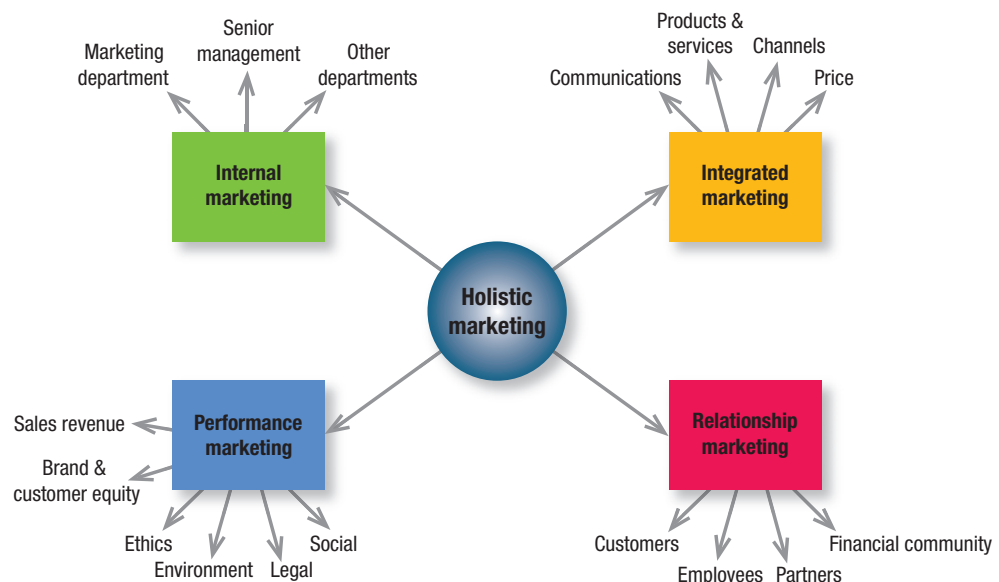 Senior
management
Marketing
department
Other
departments
Internal
marketing
Products &
services
Channels
Communications
Price
Integrated
marketing
Holistic
marketing
Performance
marketing
Sales revenue
Brand &
customer equity
Ethics
Environment
Legal
Social
Relationship
marketing
Customers
Employees
Partners
Financial community